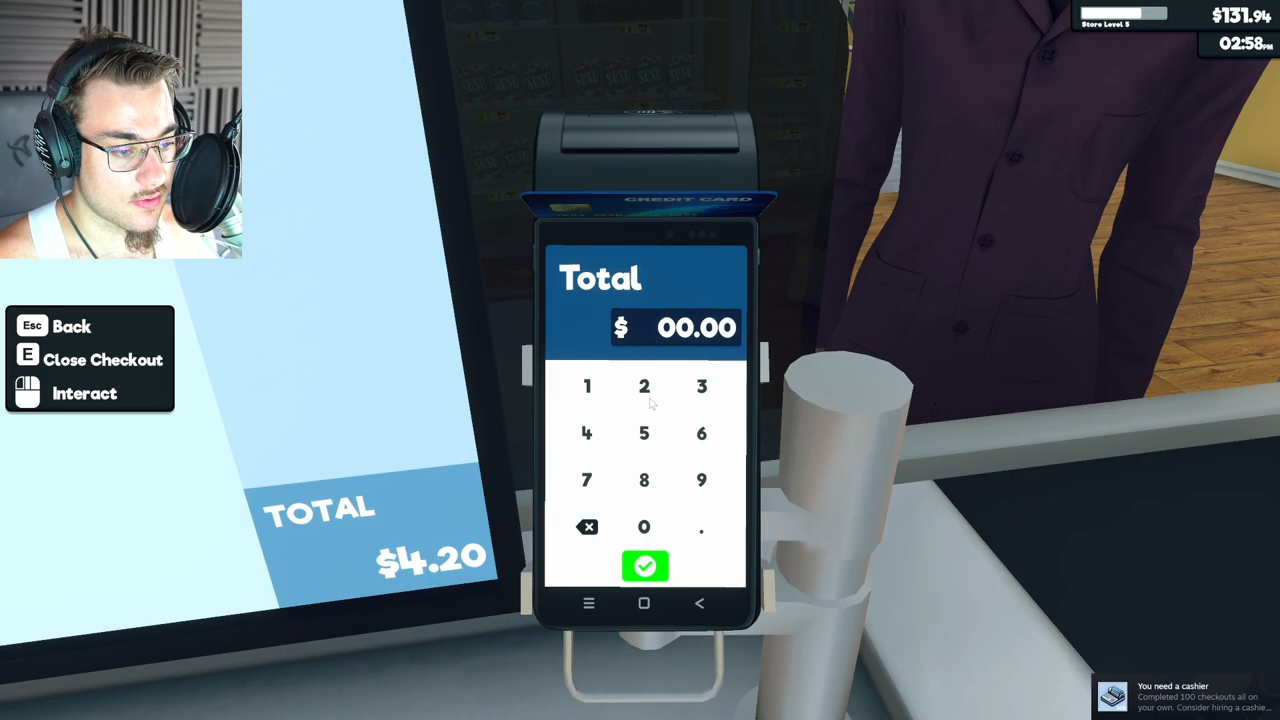 $131.94
Store Level 5
02:58PM
CREDIT CARD
Total
$ 00.00
Esc Back
E Close Checkout
Interact
1 2 3
4 5 6
7 8 9
0 .
TOTAL
$4.20
You need a cashier
Completed 100 checkouts all on
your own. Consider hiring a cashie...